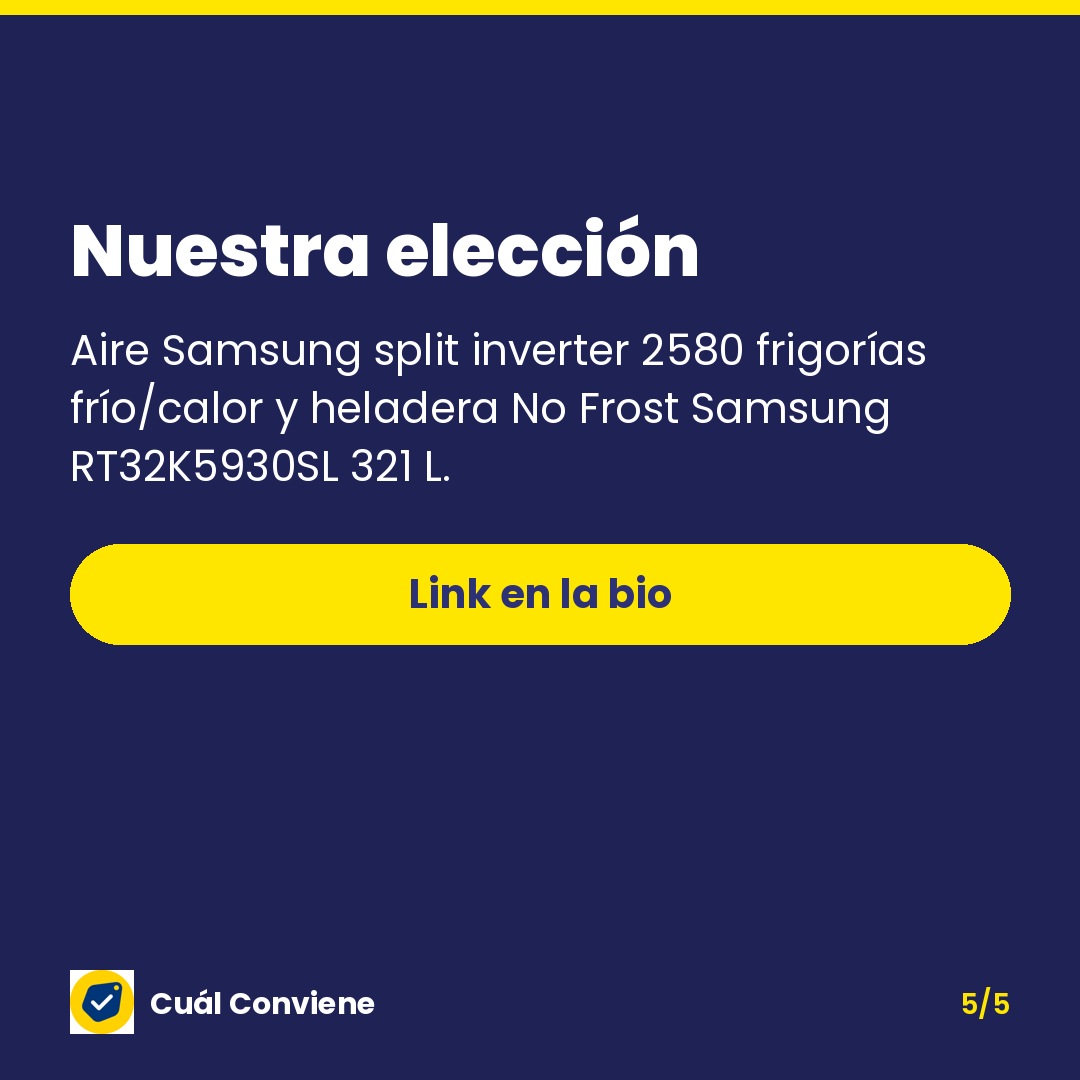 Nuestra elección
Aire Samsung split inverter 2580 frigorías
frío/calor y heladera No Frost Samsung
RT32K5930SL 321 L.
Link en la bio
Cuál Conviene
5/5